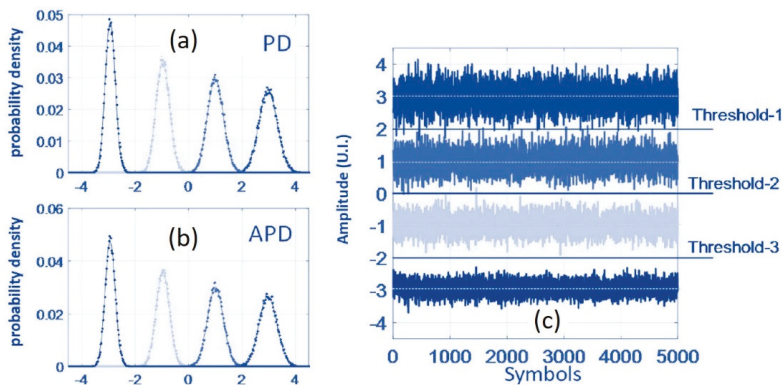 (a)
PD
probability density
0.05
0.04
0.03
0.02
0.01
0
-4
-2
0
2
4
(b)
APD
probability density
0.06
0.04
0.02
0
-4
-2
0
2
4
Amplitude (U.I.)
4
3
2
1
0
-1
-2
-3
-4
Threshold-1
Threshold-2
Threshold-3
(c)
0
1000
2000
3000
4000
5000
Symbols